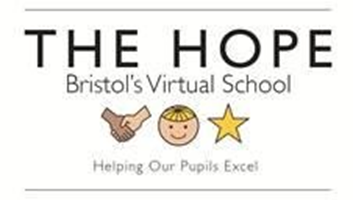 THE HOPE
Bristol's Virtual School
Helping Our Pupils Excel